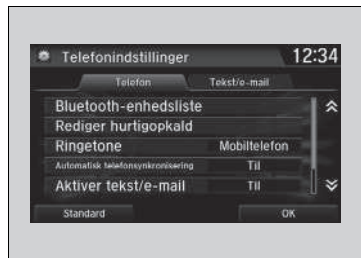 Telefonindstillinger 12:34
Telefon Tekst/e-mail
Bluetooth-enhedsliste
Rediger hurtigopkald
Ringetone Mobiltelefon
Automatisk telefonsynkronisering Til
Aktiver tekst/e-mail Til
Standard OK